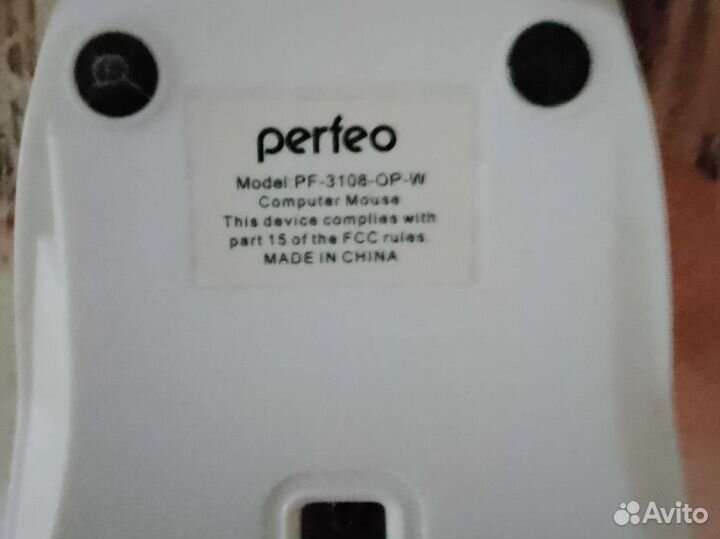 perfeo
Model:PF-3108-OP-W
Computer Mouse
This device complies with
part 15 of the FCC rules.
MADE IN CHINA
Avito